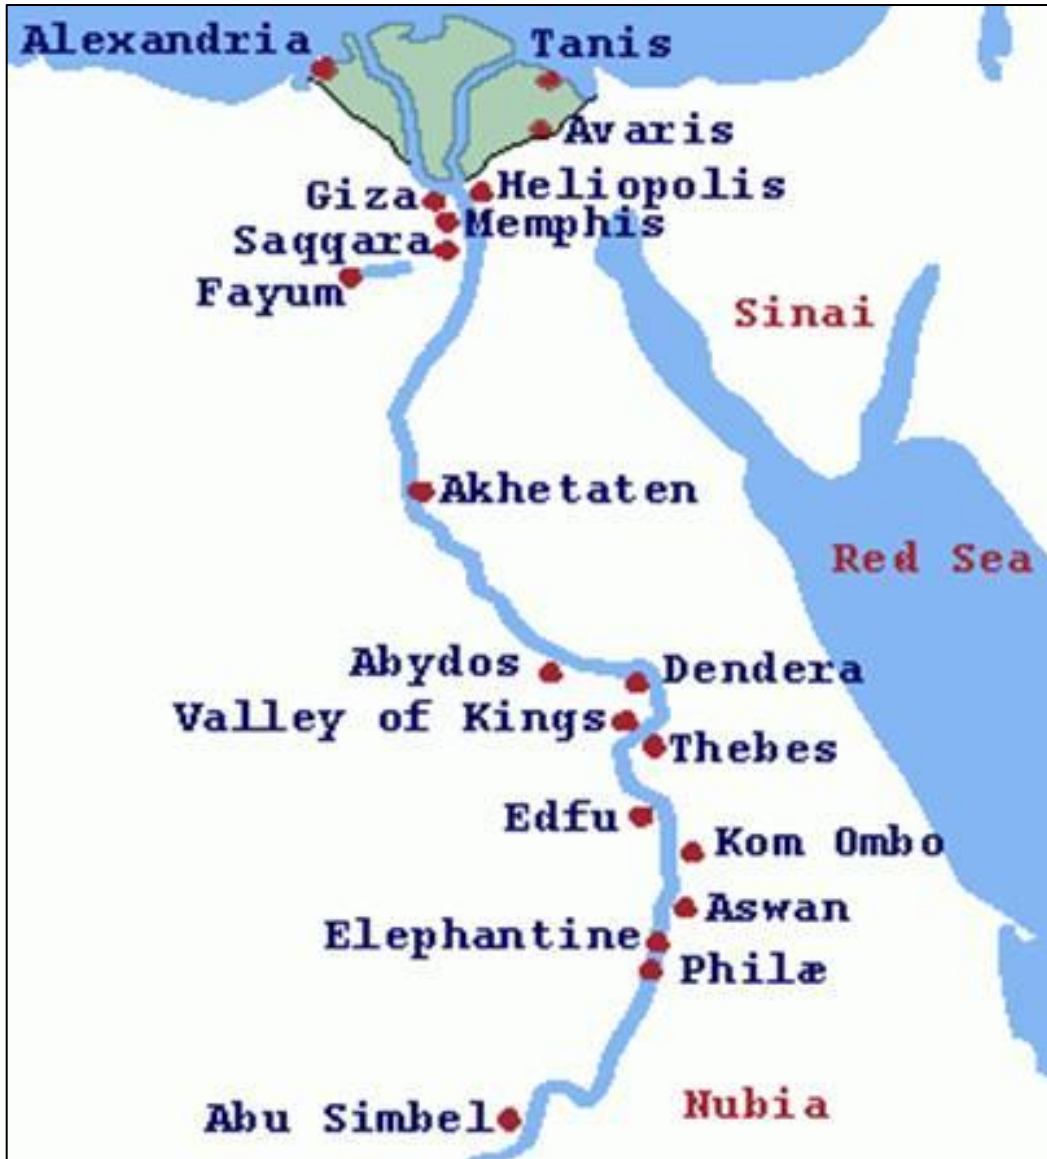 Alexandria
Tanis
Avaris
Heliopolis
Giza
Memphis
Saqqara
Fayum
Sinai
Akhetaten
Red Sea
Abydos
Dendera
Valley of Kings
Thebes
Edfu
Kom Ombo
Aswan
Elephantine
Philæ
Nubia
Abu Simbel